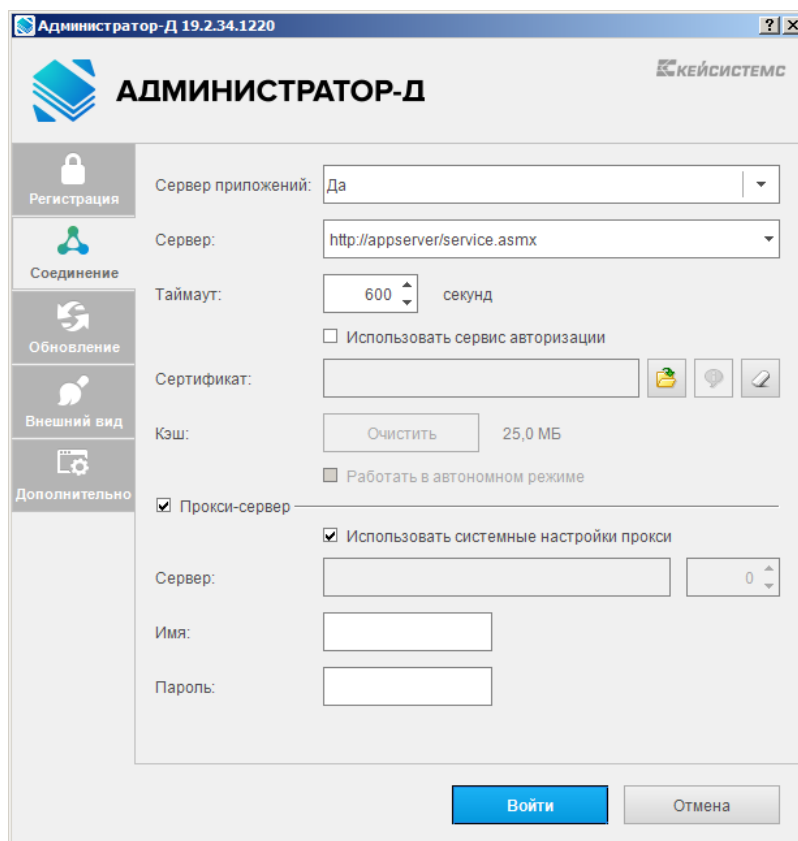 Администратор-Д 19.2.34.1220
АДМИНИСТРАТОР-Д
КЕЙСИСТЕМС
Регистрация
Соединение
Обновление
Внешний вид
Дополнительно
Сервер приложений: Да
Сервер: http://appserver/service.asmx
Таймаут: 600 секунд
Использовать сервис авторизации
Сертификат:
Кэш: Очистить 25,0 МБ
Работать в автономном режиме
Прокси-сервер
Использовать системные настройки прокси
Сервер: 0
Имя:
Пароль:
Войти Отмена